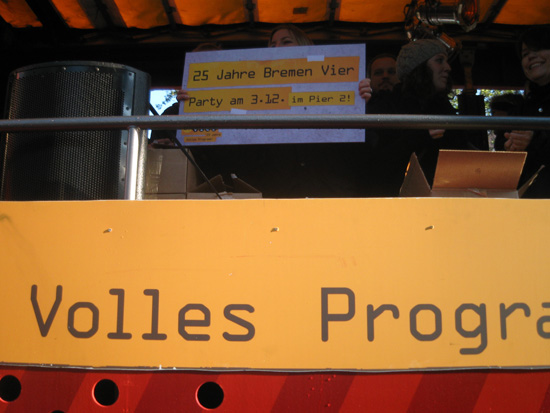 25 Jahre Bremen Vier
Party am 3.12. im Pier 2!
Volles Progra